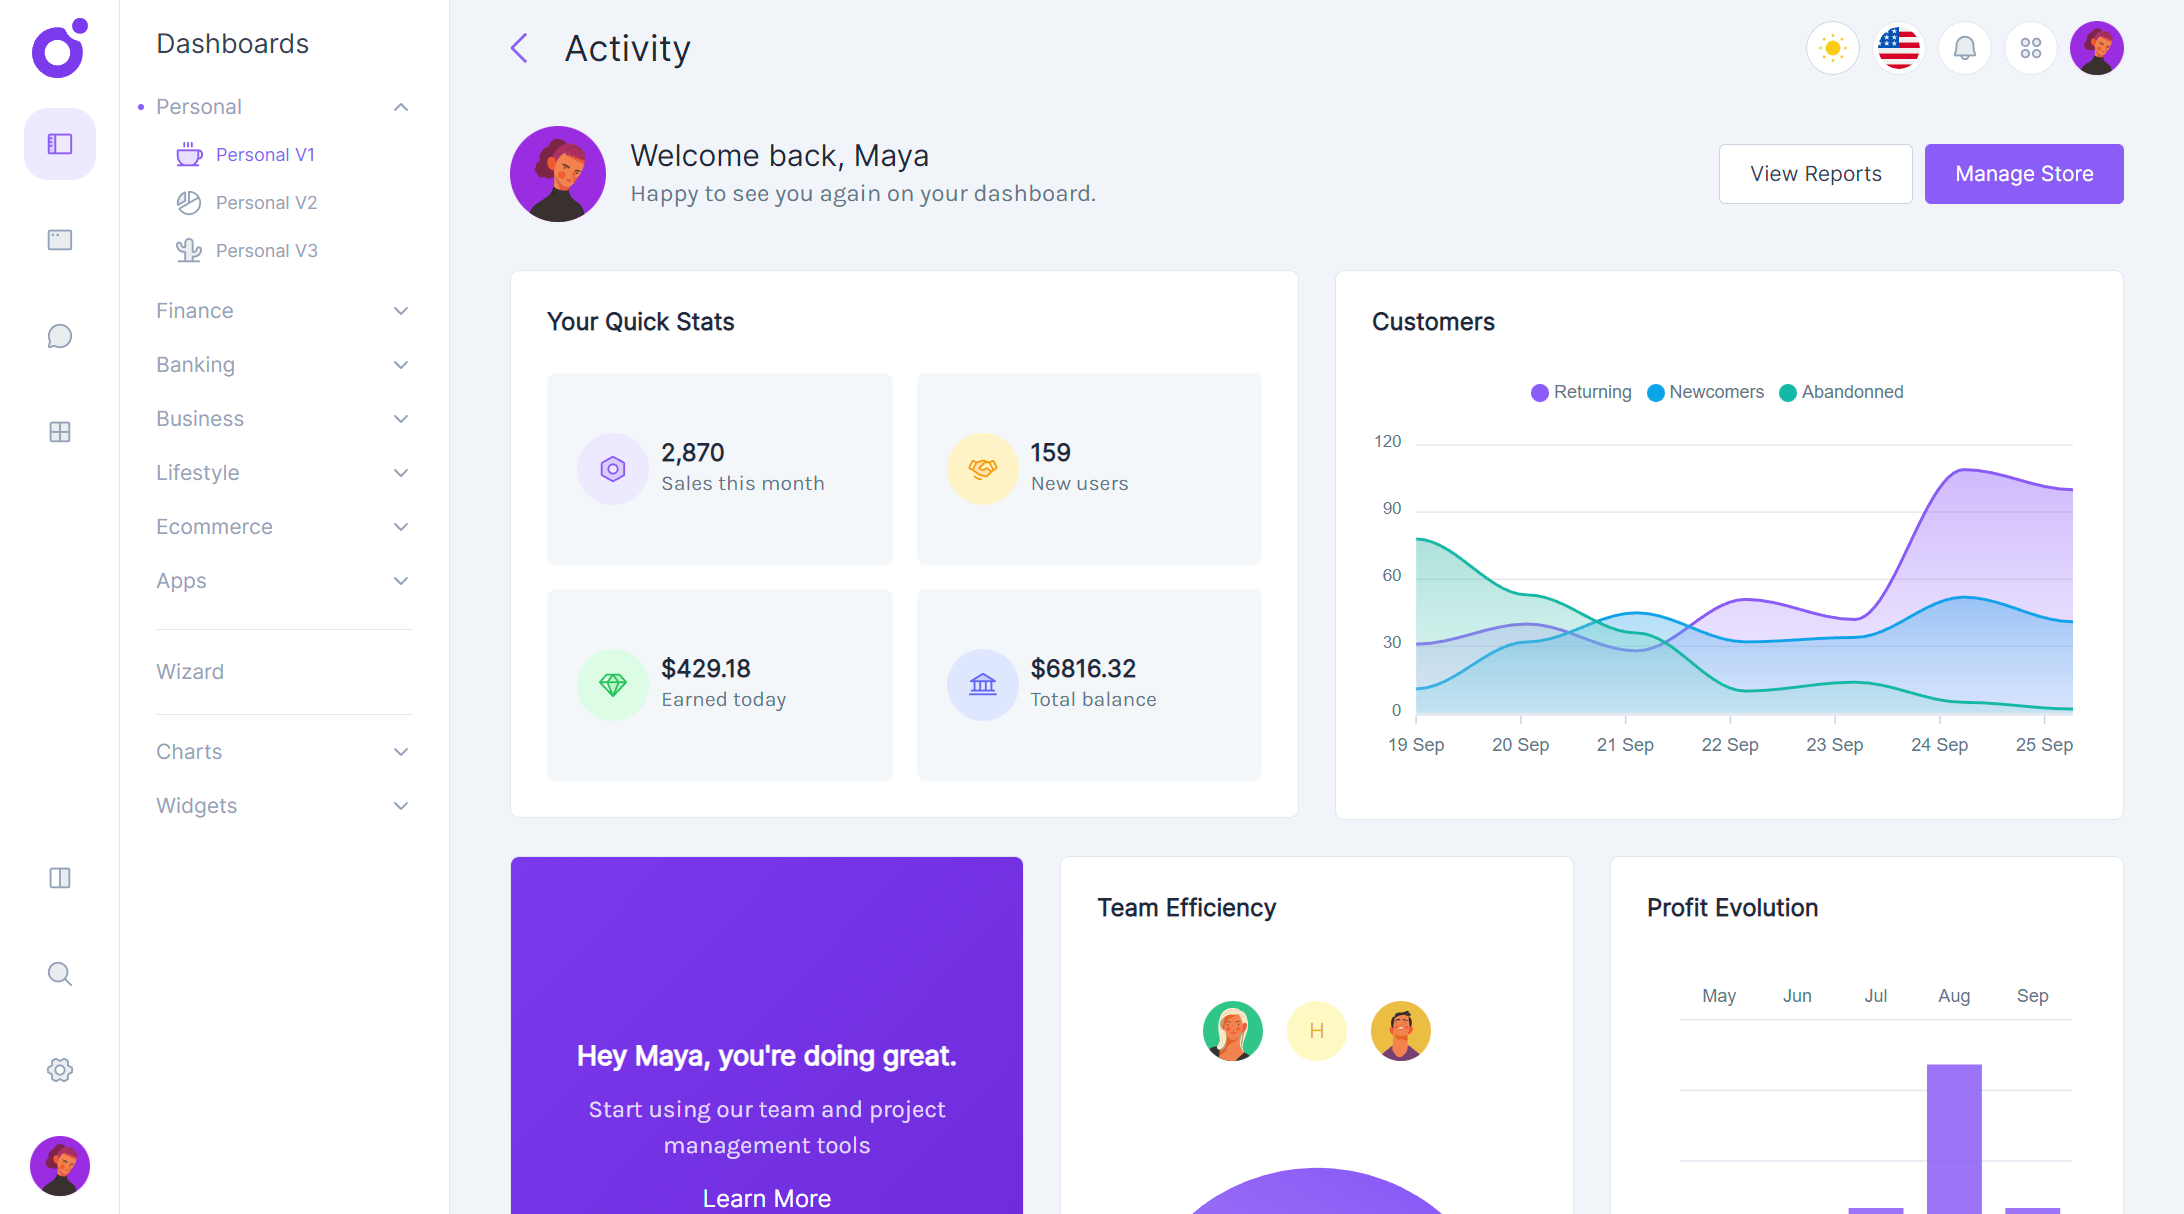 Dashboards
Personal
Personal V1
Personal V2
Personal V3
Finance
Banking
Business
Lifestyle
Ecommerce
Apps
Wizard
Charts
Widgets
Activity
Welcome back, Maya
Happy to see you again on your dashboard.
View Reports
Manage Store
Your Quick Stats
2,870
Sales this month
159
New users
$429.18
Earned today
$6816.32
Total balance
Customers
Returning Newcomers Abandonned
120
90
60
30
0
19 Sep 20 Sep 21 Sep 22 Sep 23 Sep 24 Sep 25 Sep
Hey Maya, you're doing great.
Start using our team and project
management tools
Learn More
Team Efficiency
H
Profit Evolution
May Jun Jul Aug Sep